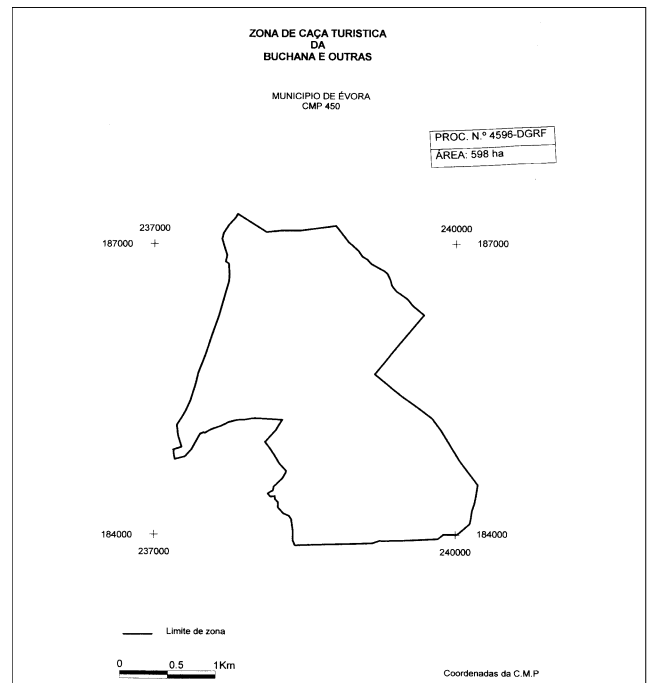 ZONA DE CAÇA TURISTICA
DA
BUCHANA E OUTRAS
MUNICIPIO DE ÉVORA
CMP 450
PROC. N.º 4596-DGRF
ÁREA: 598 ha
237000
187000
240000
187000
184000
237000
184000
240000
Limite de zona
0 0.5 1Km
Coordenadas da C.M.P